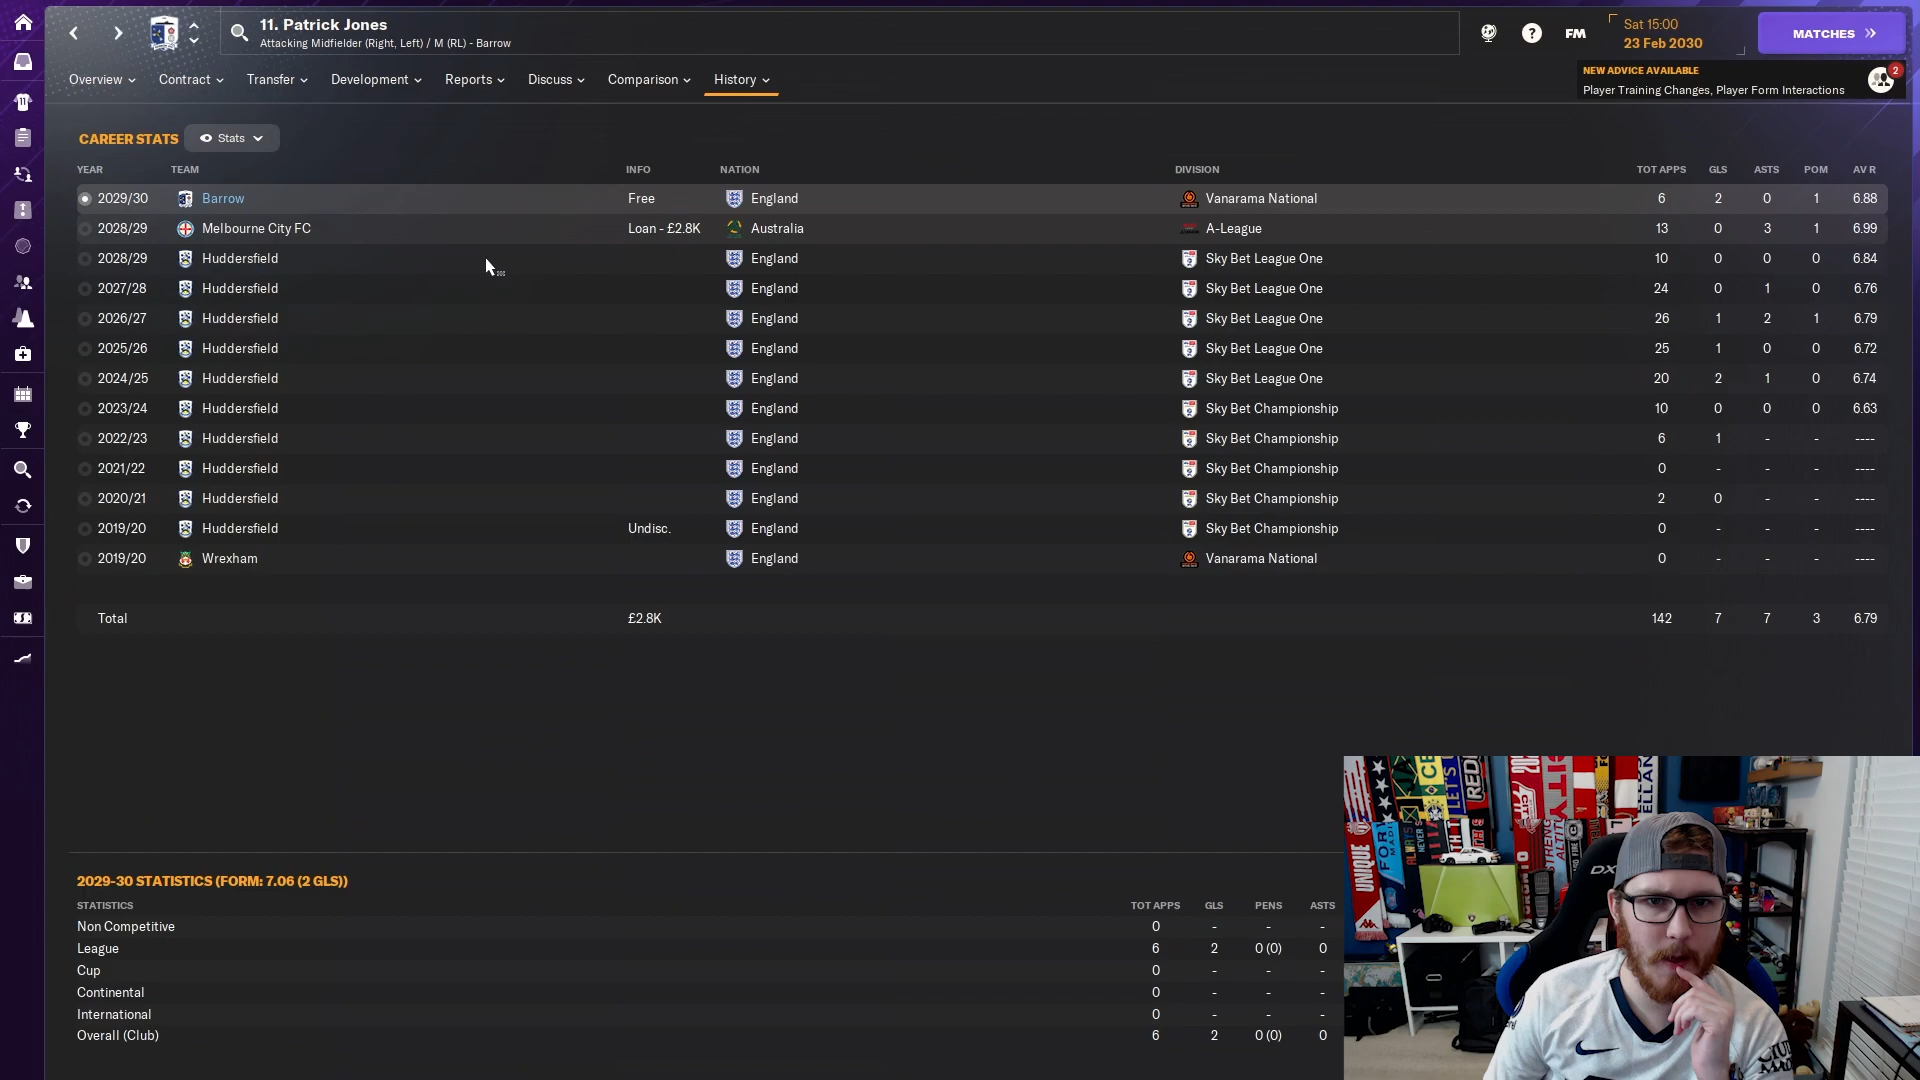 11. Patrick Jones
Attacking Midfielder (Right, Left) / M (RL) - Barrow
FM
Sat 15:00
23 Feb 2030
MATCHES
Overview Contract Transfer Development Reports Discuss Comparison History
NEW ADVICE AVAILABLE
Player Training Changes, Player Form Interactions
2
CAREER STATS Stats
YEAR TEAM INFO NATION DIVISION TOT APPS GLS ASTS POM AV R
2029/30 Barrow Free England Vanarama National 6 2 0 1 6.88
2028/29 Melbourne City FC Loan - £2.8K Australia A-League 13 0 3 1 6.99
2028/29 Huddersfield England Sky Bet League One 10 0 0 0 6.84
2027/28 Huddersfield England Sky Bet League One 24 0 1 0 6.76
2026/27 Huddersfield England Sky Bet League One 26 1 2 1 6.79
2025/26 Huddersfield England Sky Bet League One 25 1 0 0 6.72
2024/25 Huddersfield England Sky Bet League One 20 2 1 0 6.74
2023/24 Huddersfield England Sky Bet Championship 10 0 0 0 6.63
2022/23 Huddersfield England Sky Bet Championship 6 1 - - ----
2021/22 Huddersfield England Sky Bet Championship 0 - - - ----
2020/21 Huddersfield England Sky Bet Championship 2 0 - - ----
2019/20 Huddersfield Undisc. England Sky Bet Championship 0 - - - ----
2019/20 Wrexham England Vanarama National 0 - - - ----
Total £2.8K 142 7 7 3 6.79
2029-30 STATISTICS (FORM: 7.06 (2 GLS))
STATISTICS TOT APPS GLS PENS ASTS
Non Competitive 0 - - -
League 6 2 0 (0) 0
Cup 0 - - -
Continental 0 - - -
International 0 - - -
Overall (Club) 6 2 0 (0) 0
UNIQUE
DX